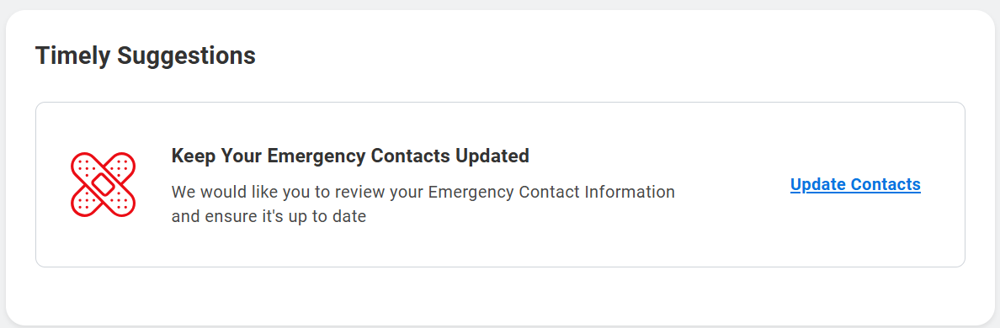 Timely Suggestions
Keep Your Emergency Contacts Updated
We would like you to review your Emergency Contact Information
and ensure it's up to date
Update Contacts